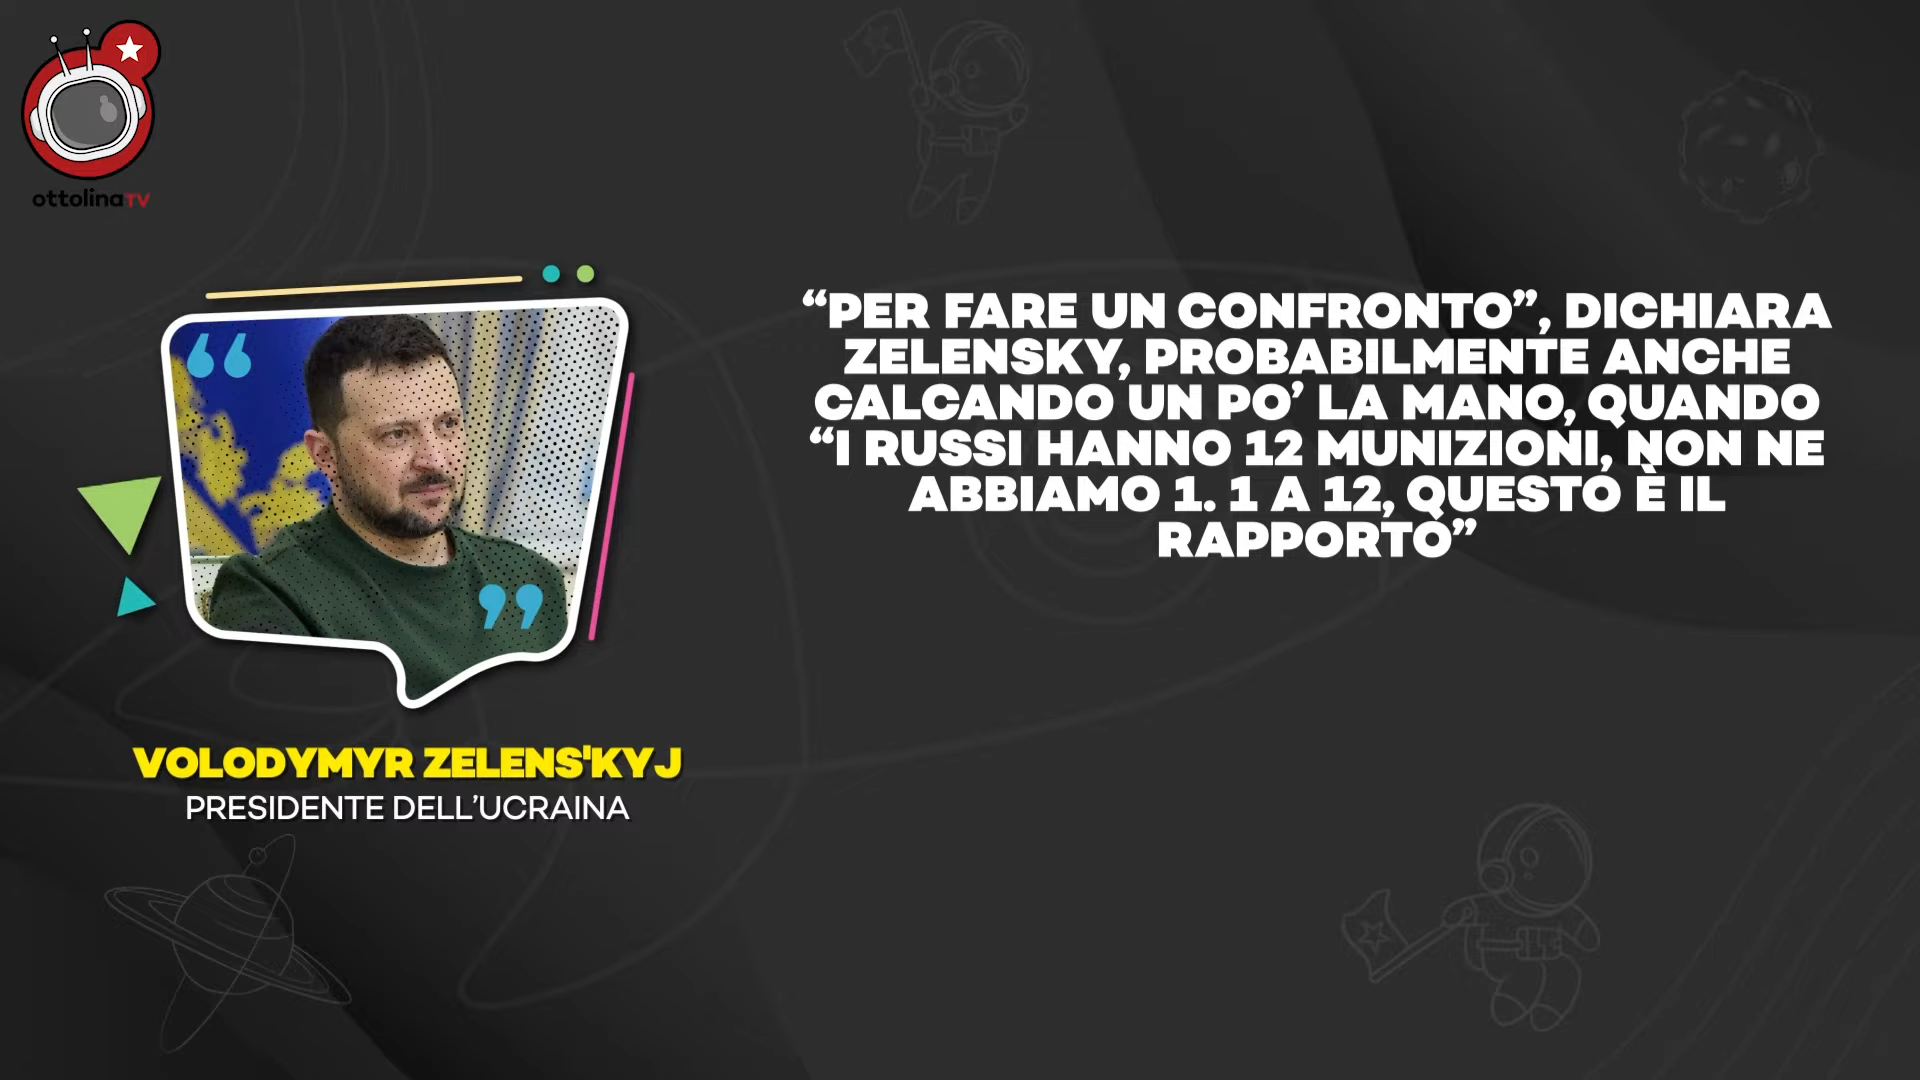 ottolinaTV
“PER FARE UN CONFRONTO”, DICHIARA
ZELENSKY, PROBABILMENTE ANCHE
CALCANDO UN PO’ LA MANO, QUANDO
“I RUSSI HANNO 12 MUNIZIONI, NON NE
ABBIAMO 1. 1 A 12, QUESTO È IL
RAPPORTO”
VOLODYMYR ZELENS'KYJ
PRESIDENTE DELL’UCRAINA